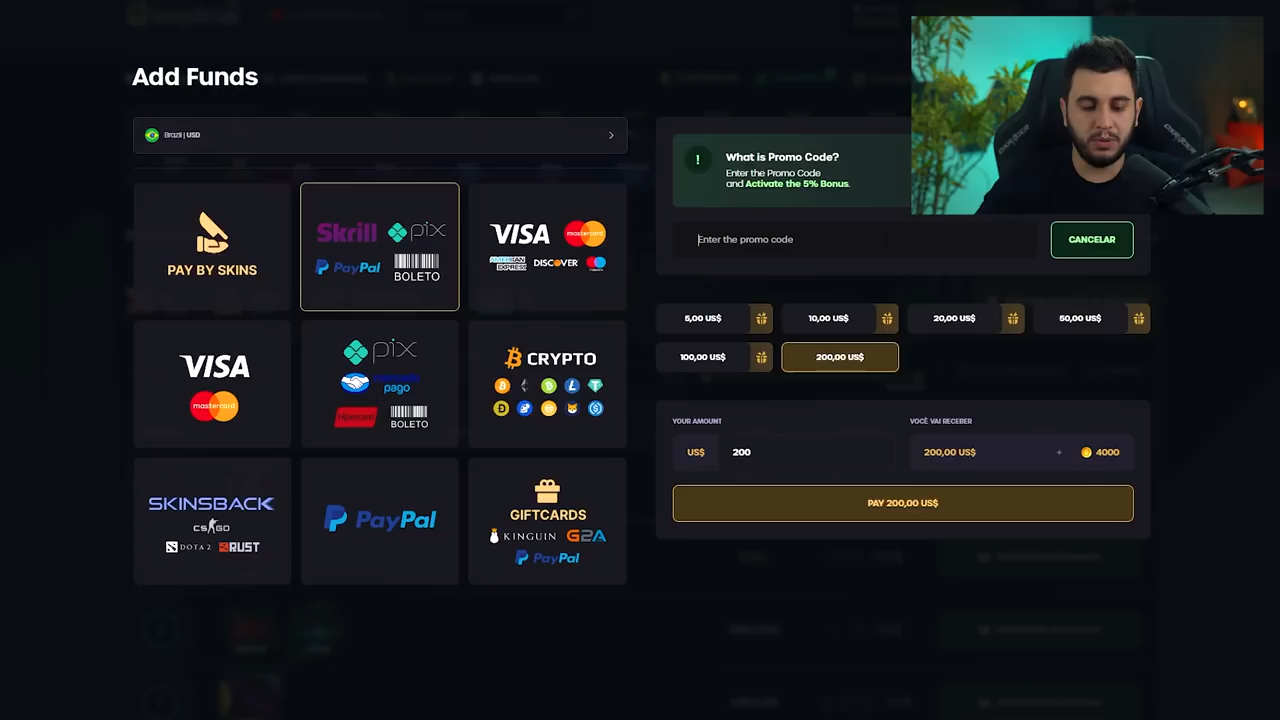 Add Funds
Brazil | USD
PAY BY SKINS
Skrill pix
PayPal BOLETO
VISA mastercard
AMERICAN EXPRESS DISCOVER
VISA
mastercard
pix
pago
Hipercard BOLETO
CRYPTO
SKINSBACK
CS GO
DOTA 2 RUST
PayPal
GIFTCARDS
KINGUIN G2A
PayPal
!
What is Promo Code?
Enter the Promo Code
and Activate the 5% Bonus.
Enter the promo code
CANCELAR
5,00 US$
10,00 US$
20,00 US$
50,00 US$
100,00 US$
200,00 US$
YOUR AMOUNT
VOCÊ VAI RECEBER
US$ 200
200,00 US$ + 4000
PAY 200,00 US$